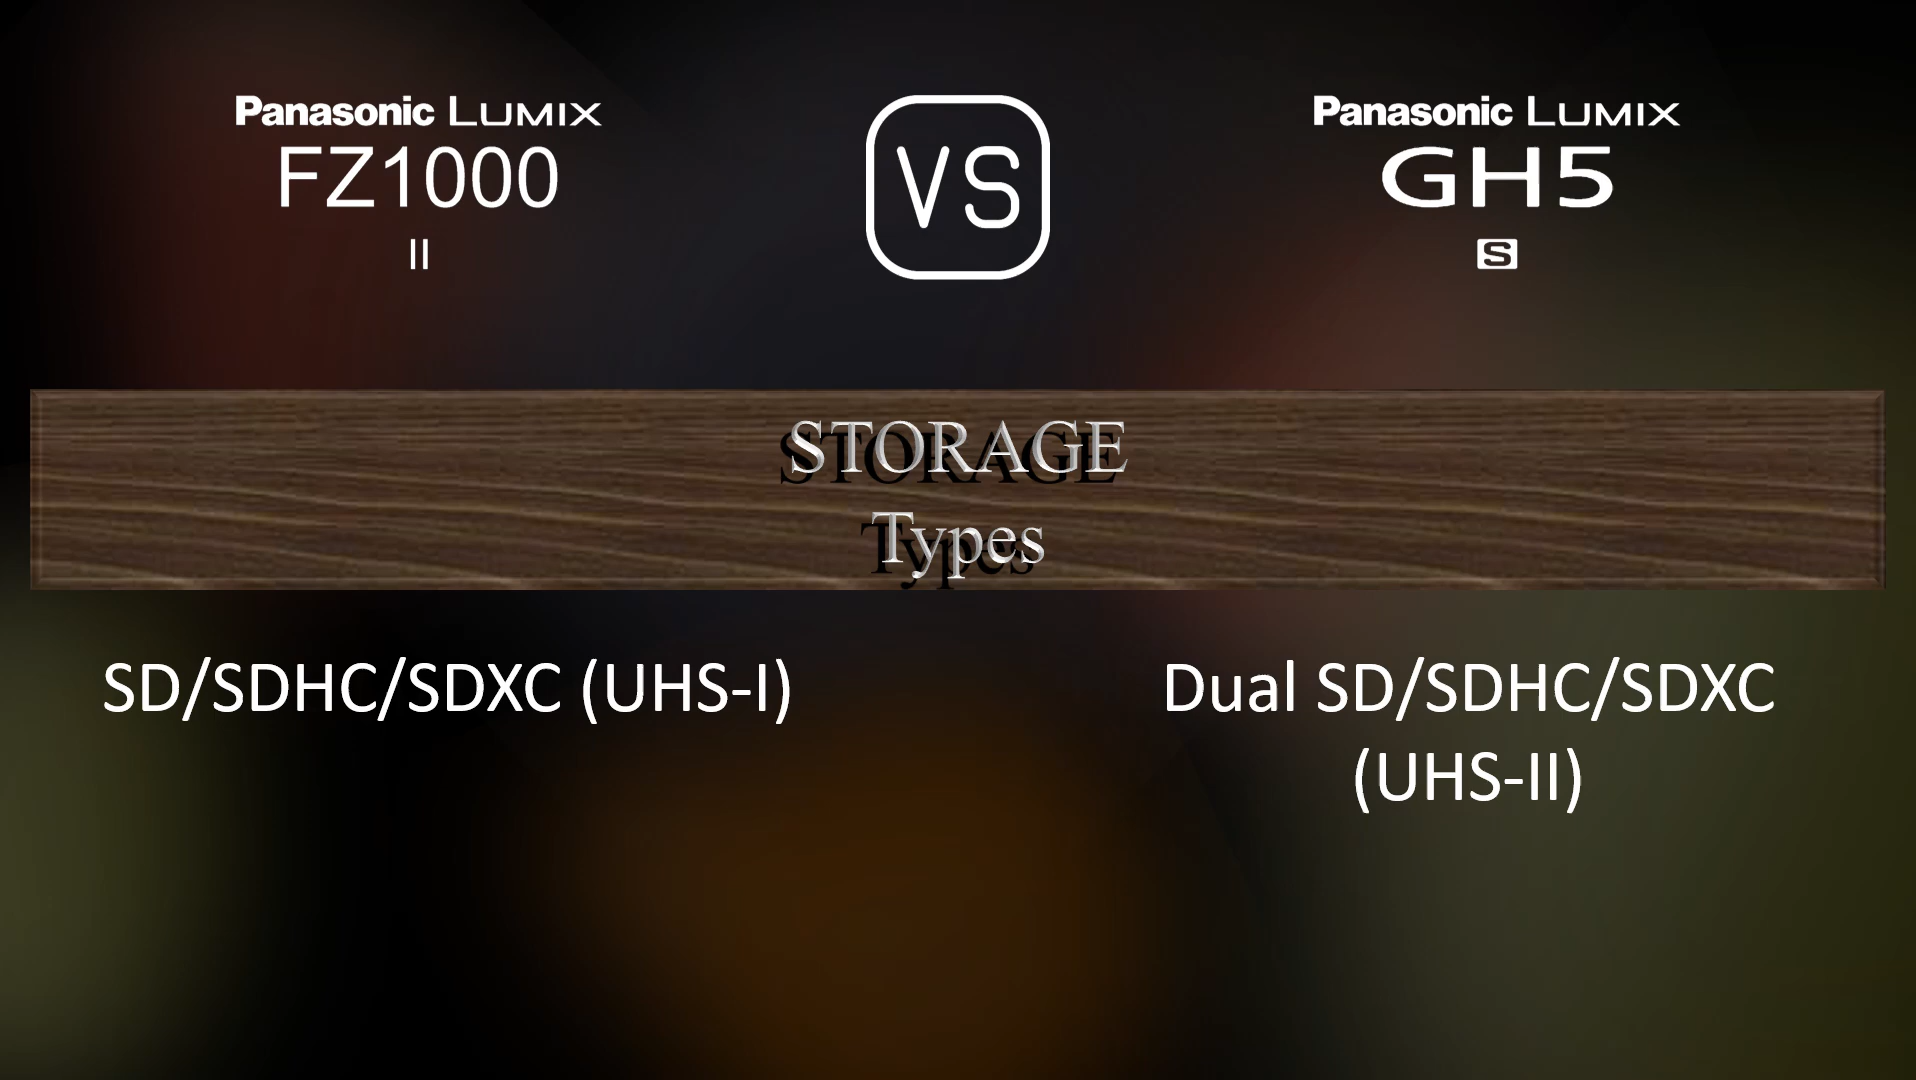 Panasonic LUMIX
FZ1000
II
VS
Panasonic LUMIX
GH5
S
STORAGE
Types
SD/SDHC/SDXC (UHS-I)
Dual SD/SDHC/SDXC
(UHS-II)